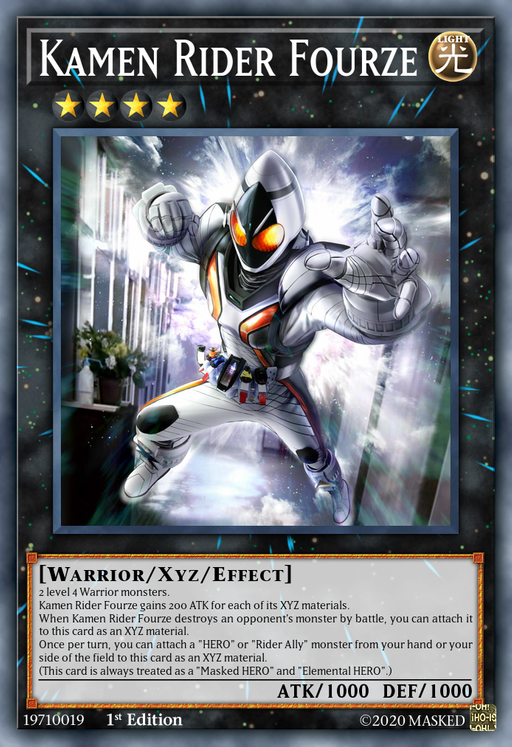 KAMEN RIDER FOURZE
LIGHT
光
[WARRIOR/XYZ/EFFECT]
2 level 4 Warrior monsters.
Kamen Rider Fourze gains 200 ATK for each of its XYZ materials.
When Kamen Rider Fourze destroys an opponent's monster by battle, you can attach it
to this card as an XYZ material.
Once per turn, you can attach a "HERO" or "Rider Ally" monster from your hand or your
side of the field to this card as an XYZ material.
(This card is always treated as a "Masked HERO" and "Elemental HERO".)
ATK/1000 DEF/1000
19710019 1st Edition ©2020 MASKED